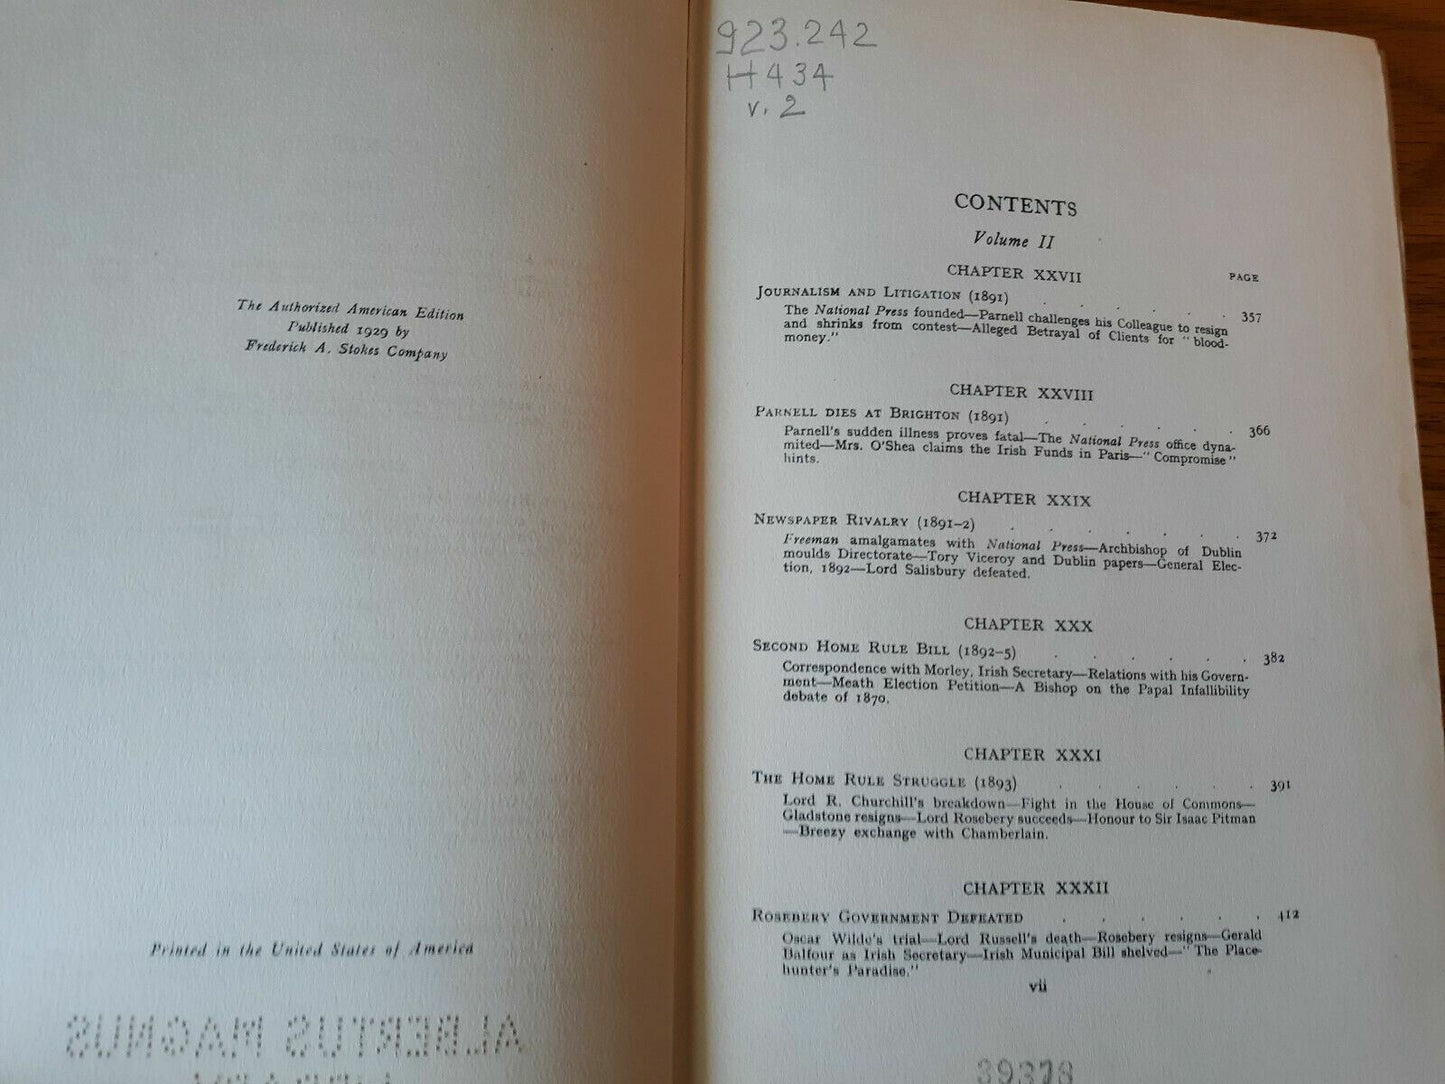 The Authorized American Edition
Published 1929 by
Frederick A. Stokes Company
Printed in the United States of America
ALBERTUS MAGNUS
923.242
H434
v. 2
CONTENTS
Volume II
CHAPTER XXVII
PAGE
JOURNALISM AND LITIGATION (1891) . . . . . 357
The National Press founded—Parnell challenges his Colleague to resign
and shrinks from contest—Alleged Betrayal of Clients for "blood-
money."
CHAPTER XXVIII
PARNELL DIES AT BRIGHTON (1891) . . . . . . 366
Parnell's sudden illness proves fatal—The National Press office dyna-
mited—Mrs. O'Shea claims the Irish Funds in Paris—"Compromise"
hints.
CHAPTER XXIX
NEWSPAPER RIVALRY (1891-2) . . . . . . . 372
Freeman amalgamates with National Press—Archbishop of Dublin
moulds Directorate—Tory Viceroy and Dublin papers—General Elec-
tion, 1892—Lord Salisbury defeated.
CHAPTER XXX
SECOND HOME RULE BILL (1892-5) . . . . . . 382
Correspondence with Morley, Irish Secretary—Relations with his Govern-
ment—Meath Election Petition—A Bishop on the Papal Infallibility
debate of 1870.
CHAPTER XXXI
THE HOME RULE STRUGGLE (1893) . . . . . . 391
Lord R. Churchill's breakdown—Fight in the House of Commons—
Gladstone resigns—Lord Rosebery succeeds—Honour to Sir Isaac Pitman
—Breezy exchange with Chamberlain.
CHAPTER XXXII
ROSEBERY GOVERNMENT DEFEATED . . . . . . 412
Oscar Wilde's trial—Lord Russell's death—Rosebery resigns—Gerald
Balfour as Irish Secretary—Irish Municipal Bill shelved—"The Place-
hunter's Paradise."
vii
39378